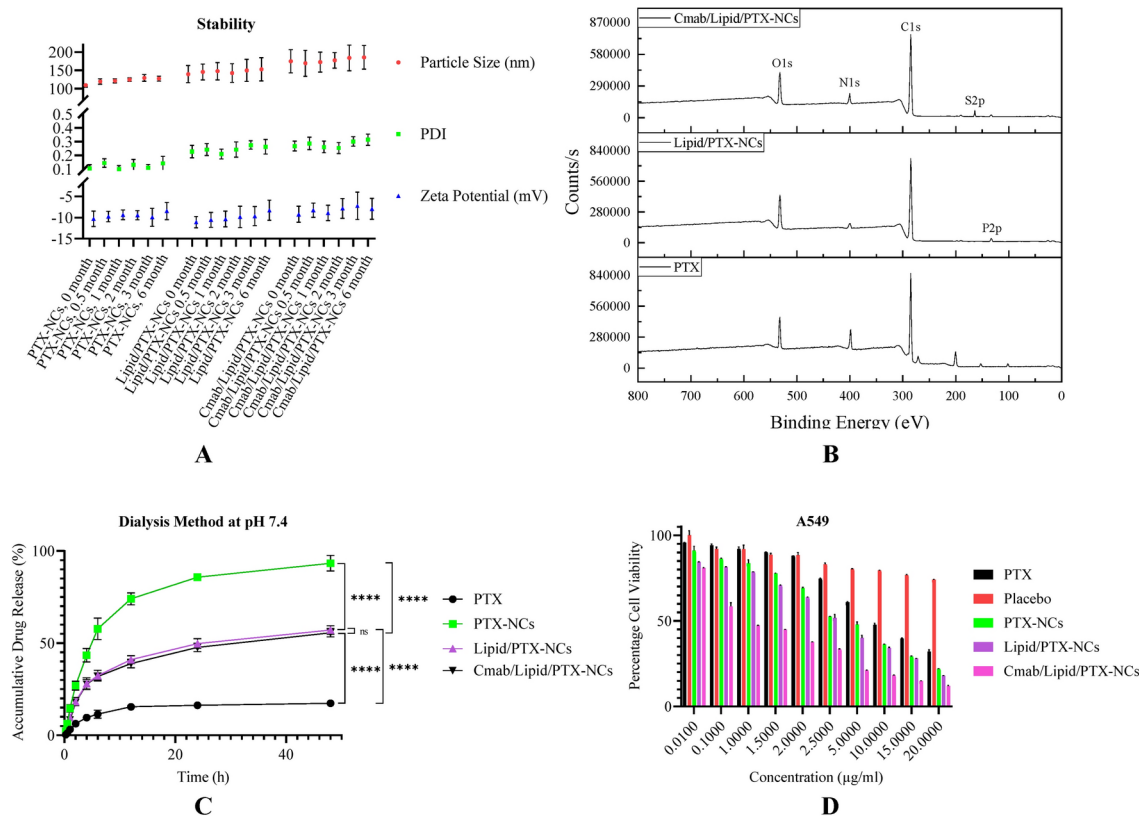 Stability
200
150
100
0.5
0.4
0.3
0.2
0.1
-5
-10
-15
Particle Size (nm)
PDI
Zeta Potential (mV)
PTX-NCs, 0 month
PTX-NCs, 0.5 month
PTX-NCs, 1 month
PTX-NCs, 2 month
PTX-NCs, 3 month
PTX-NCs, 6 month
Lipid/PTX-NCs 0 month
Lipid/PTX-NCs 0.5 month
Lipid/PTX-NCs 1 month
Lipid/PTX-NCs 2 month
Lipid/PTX-NCs 3 month
Lipid/PTX-NCs 6 month
Cmab/Lipid/PTX-NCs 0 month
Cmab/Lipid/PTX-NCs 0.5 month
Cmab/Lipid/PTX-NCs 1 month
Cmab/Lipid/PTX-NCs 2 month
Cmab/Lipid/PTX-NCs 3 month
Cmab/Lipid/PTX-NCs 6 month
A
Counts/s
870000
580000
290000
0
Cmab/Lipid/PTX-NCs
O1s
N1s
C1s
S2p
840000
560000
280000
0
Lipid/PTX-NCs
P2p
840000
560000
280000
0
PTX
800 700 600 500 400 300 200 100 0
Binding Energy (eV)
B
Dialysis Method at pH 7.4
Accumulative Drug Release (%)
100
50
0
0 20 40
Time (h)
****
****
ns
****
****
PTX
PTX-NCs
Lipid/PTX-NCs
Cmab/Lipid/PTX-NCs
C
A549
Percentage Cell Viability
100
50
0
0.0100
0.1000
1.0000
1.5000
2.0000
2.5000
5.0000
10.0000
15.0000
20.0000
Concentration (µg/ml)
PTX
Placebo
PTX-NCs
Lipid/PTX-NCs
Cmab/Lipid/PTX-NCs
D